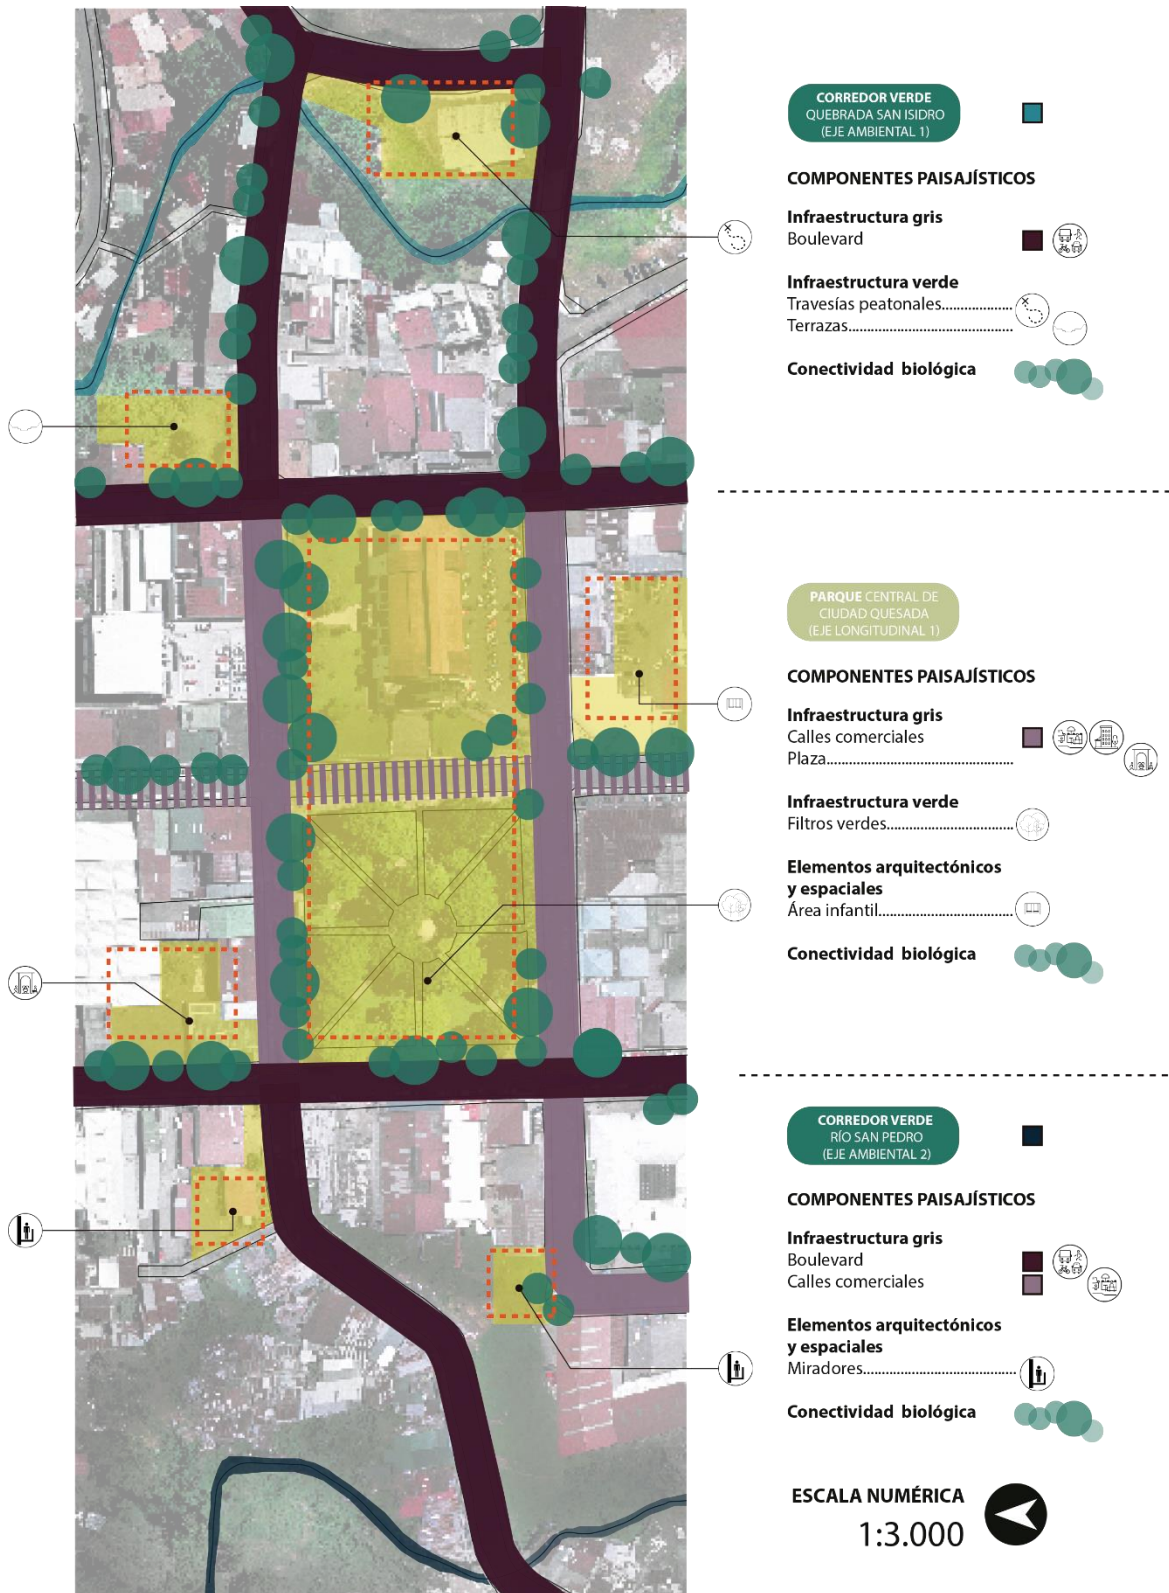 CORREDOR VERDE
QUEBRADA SAN ISIDRO
(EJE AMBIENTAL 1)
COMPONENTES PAISAJÍSTICOS
Infraestructura gris
Boulevard
Infraestructura verde
Travesías peatonales
Terrazas
Conectividad biológica
PARQUE CENTRAL DE
CIUDAD QUESADA
(EJE LONGITUDINAL 1)
COMPONENTES PAISAJÍSTICOS
Infraestructura gris
Calles comerciales
Plaza
Infraestructura verde
Filtros verdes
Elementos arquitectónicos
y espaciales
Área infantil
Conectividad biológica
CORREDOR VERDE
RÍO SAN PEDRO
(EJE AMBIENTAL 2)
COMPONENTES PAISAJÍSTICOS
Infraestructura gris
Boulevard
Calles comerciales
Elementos arquitectónicos
y espaciales
Miradores
Conectividad biológica
ESCALA NUMÉRICA
1:3.000